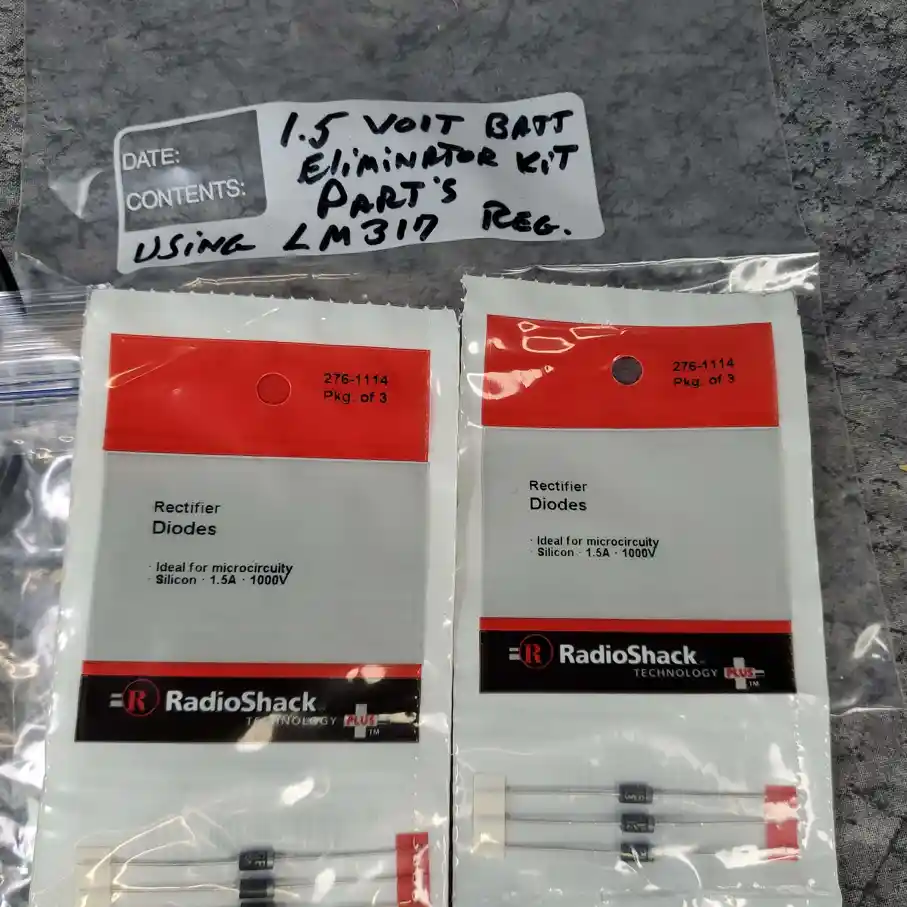 DATE:
CONTENTS:
1.5 VOLT BATT
ELIMINATOR KIT
PART'S
USING LM317 REG.
276-1114
Pkg. of 3
Rectifier
Diodes
· Ideal for microcircuity
· Silicon · 1.5A · 1000V
RadioShack
TECHNOLOGY PLUS TM
276-1114
Pkg. of 3
Rectifier
Diodes
· Ideal for microcircuity
· Silicon · 1.5A · 1000V
RadioShack
TECHNOLOGY PLUS TM